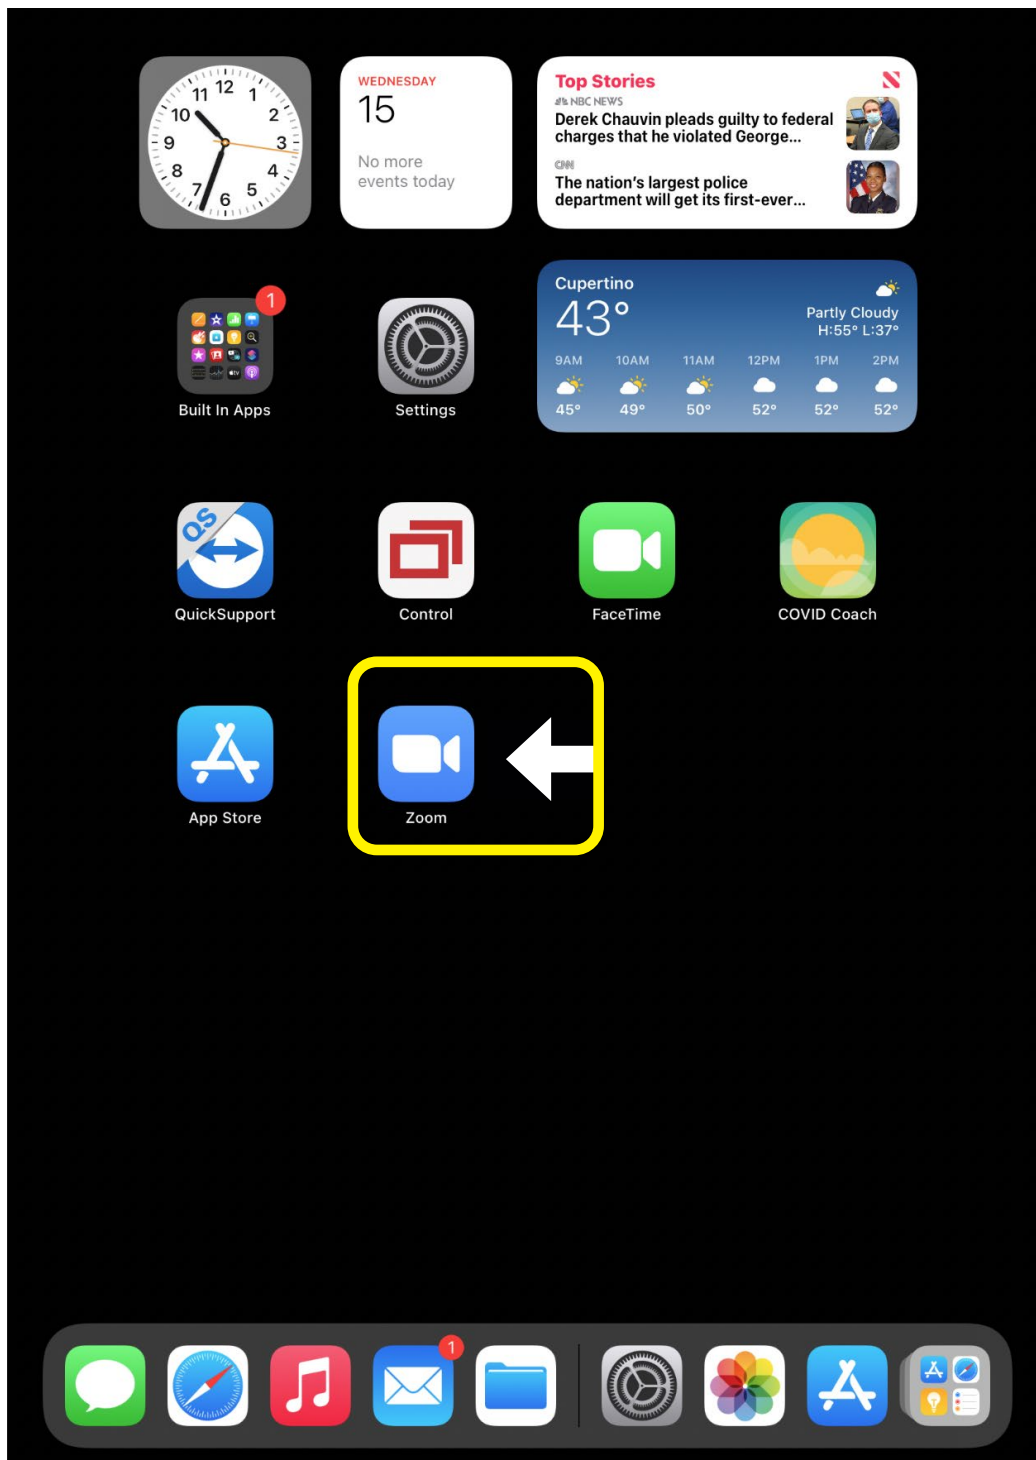 11 12 1
10 2
9 3
8 4
7 6 5
WEDNESDAY
15
No more
events today
Top Stories
NBC NEWS
Derek Chauvin pleads guilty to federal
charges that he violated George...
CNN
The nation's largest police
department will get its first-ever...
1
Built In Apps
Settings
Cupertino
43°
Partly Cloudy
H:55° L:37°
9AM 10AM 11AM 12PM 1PM 2PM
45° 49° 50° 52° 52° 52°
QS
QuickSupport
Control
FaceTime
COVID Coach
App Store
Zoom
1